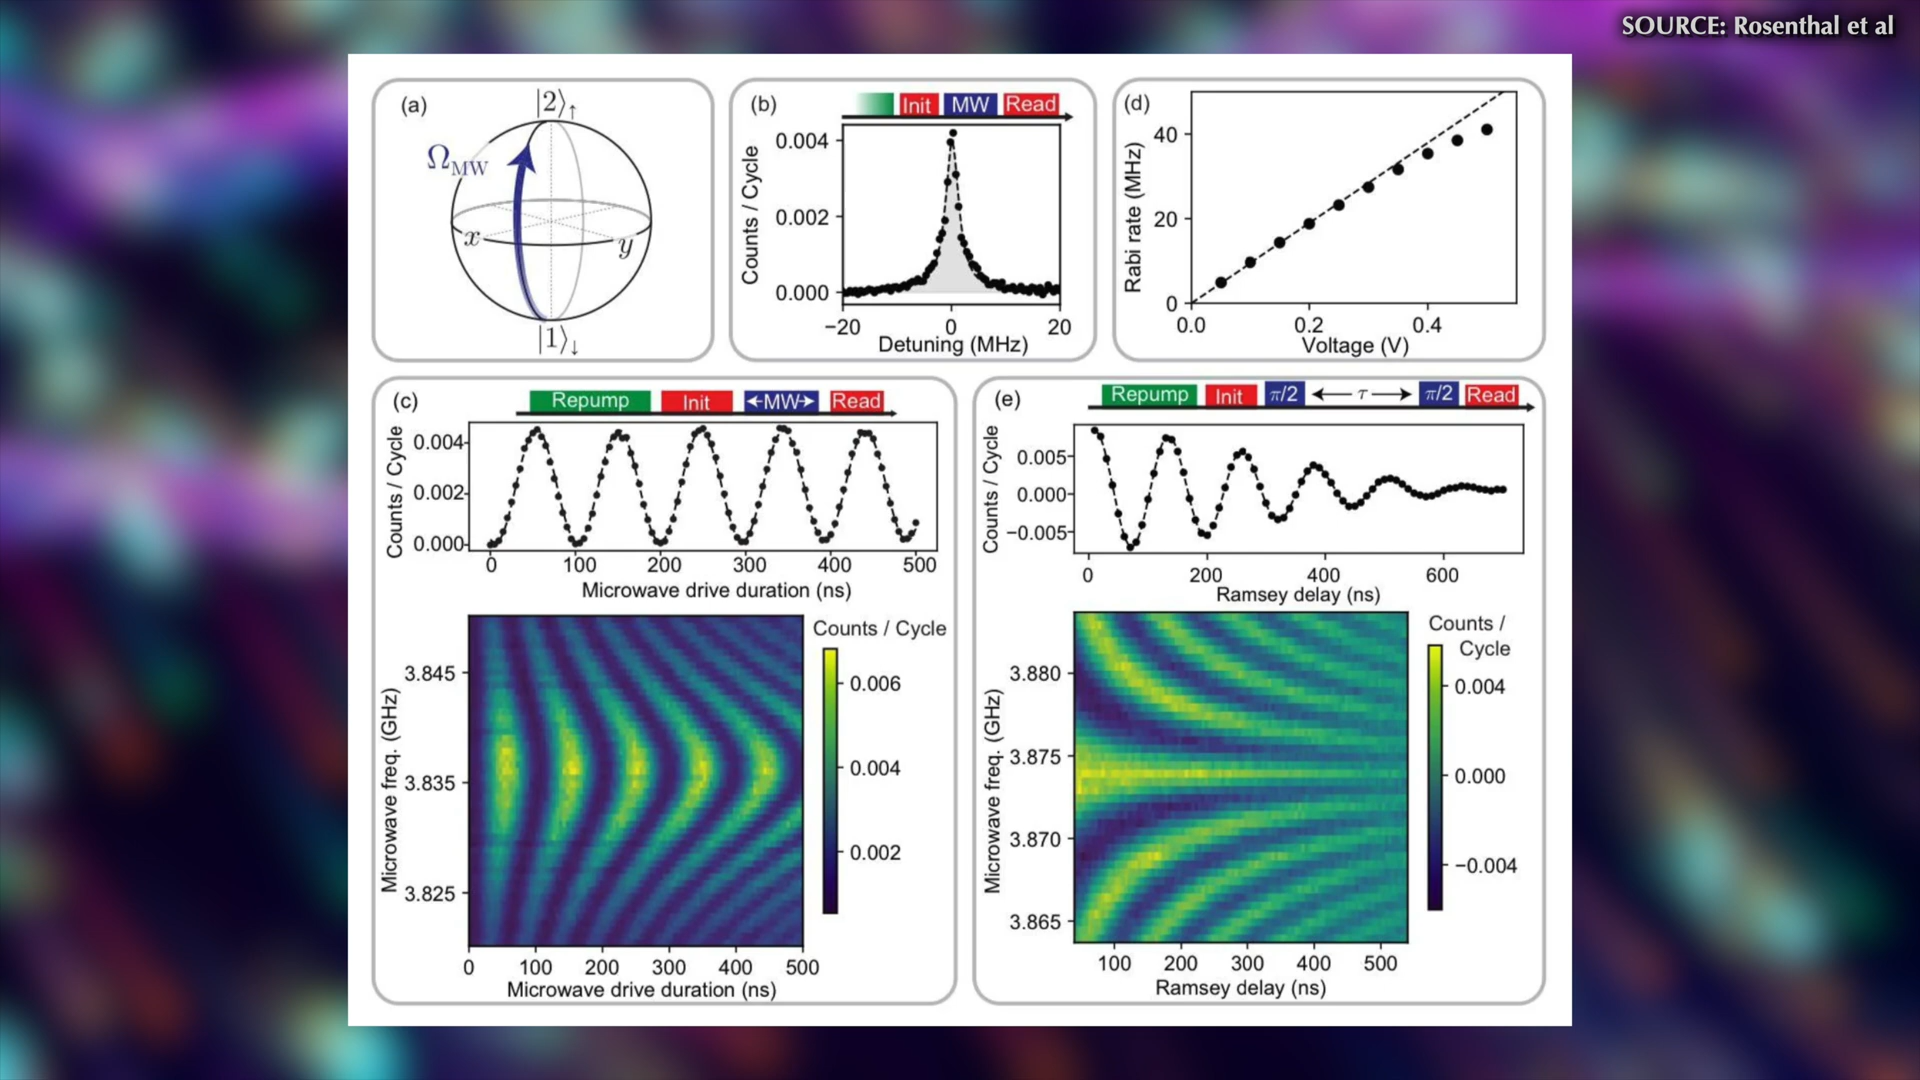 SOURCE: Rosenthal et al
(a)
|2⟩↑
Ω_MW
x
y
|1⟩↓
(b)
Init MW Read
Counts / Cycle
0.004
0.002
0.000
−20 0 20
Detuning (MHz)
(d)
Rabi rate (MHz)
40
20
0
0.0 0.2 0.4
Voltage (V)
(c)
Repump Init MW Read
Counts / Cycle
0.004
0.002
0.000
0 100 200 300 400 500
Microwave drive duration (ns)
Counts / Cycle
Microwave freq. (GHz)
3.845
3.835
3.825
0.006
0.004
0.002
0 100 200 300 400 500
Microwave drive duration (ns)
(e)
Repump Init π/2 τ π/2 Read
Counts / Cycle
0.005
0.000
−0.005
0 200 400 600
Ramsey delay (ns)
Counts /
Cycle
Microwave freq. (GHz)
3.880
3.875
3.870
3.865
0.004
0.000
−0.004
100 200 300 400 500
Ramsey delay (ns)